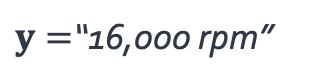 y =“16,000 rpm”